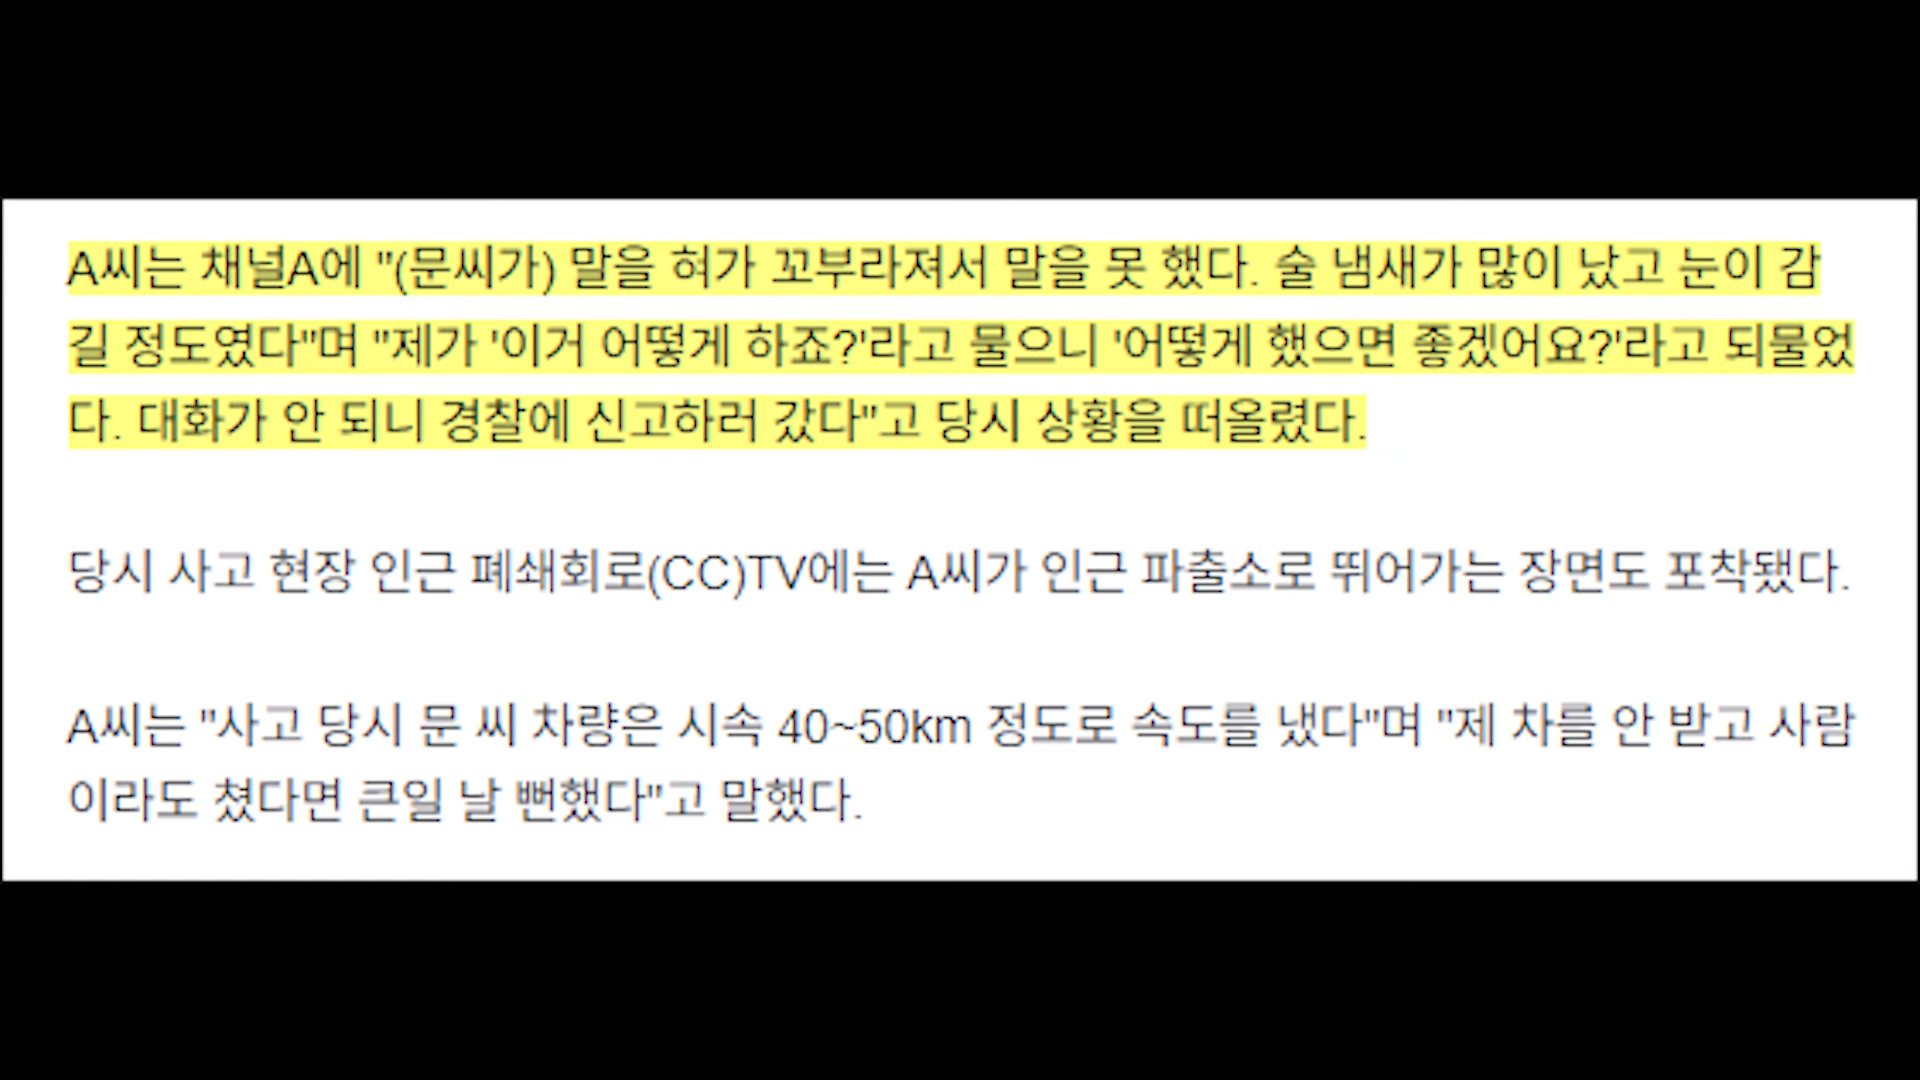 A씨는 채널A에 "(문씨가) 말을 혀가 꼬부라져서 말을 못 했다. 술 냄새가 많이 났고 눈이 감
길 정도였다"며 "제가 '이거 어떻게 하죠?'라고 물으니 '어떻게 했으면 좋겠어요?'라고 되물었
다. 대화가 안 되니 경찰에 신고하러 갔다"고 당시 상황을 떠올렸다.
당시 사고 현장 인근 폐쇄회로(CC)TV에는 A씨가 인근 파출소로 뛰어가는 장면도 포착됐다.
A씨는 "사고 당시 문 씨 차량은 시속 40~50km 정도로 속도를 냈다"며 "제 차를 안 받고 사람
이라도 쳤다면 큰일 날 뻔했다"고 말했다.